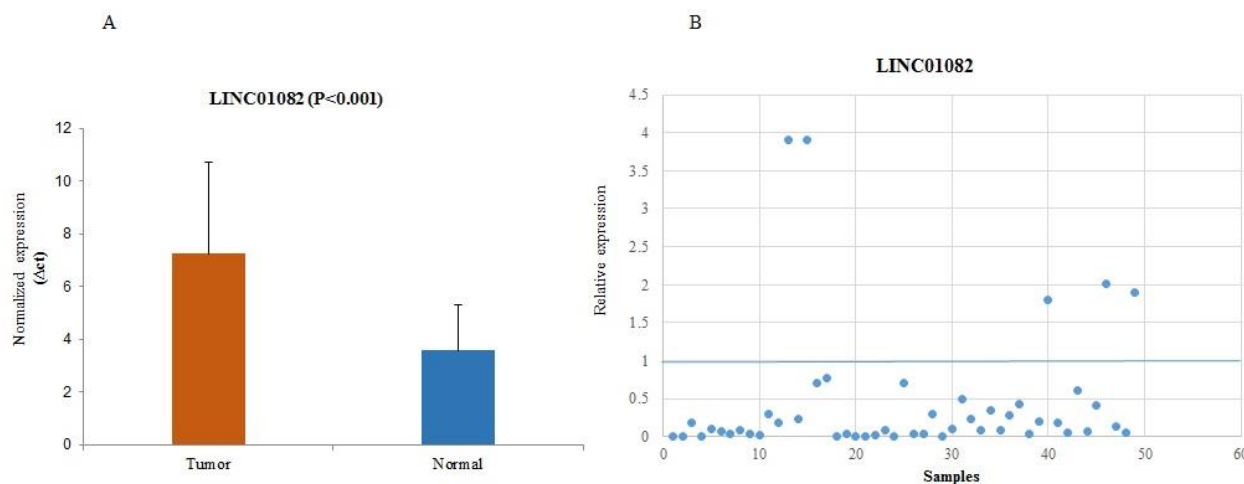 A
B
LINC01082 (P<0.001)
LINC01082
Normalized expression
(Δct)
12
10
8
6
4
2
0
Tumor
Normal
Relative expression
4.5
4
3.5
3
2.5
2
1.5
1
0.5
0
0
10
20
30
40
50
60
Samples